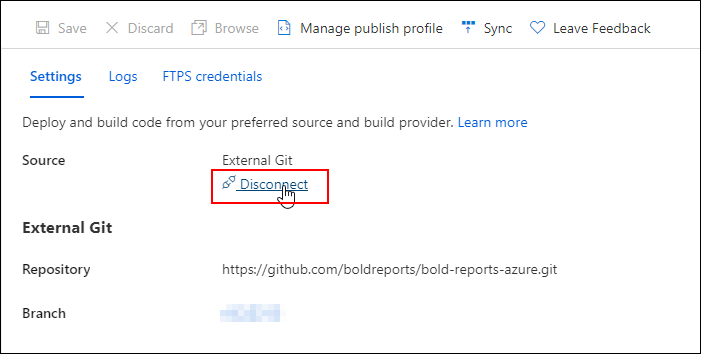 Save Discard Browse Manage publish profile Sync Leave Feedback
Settings Logs FTPS credentials
Deploy and build code from your preferred source and build provider. Learn more
Source External Git
Disconnect
External Git
Repository https://github.com/boldreports/bold-reports-azure.git
Branch